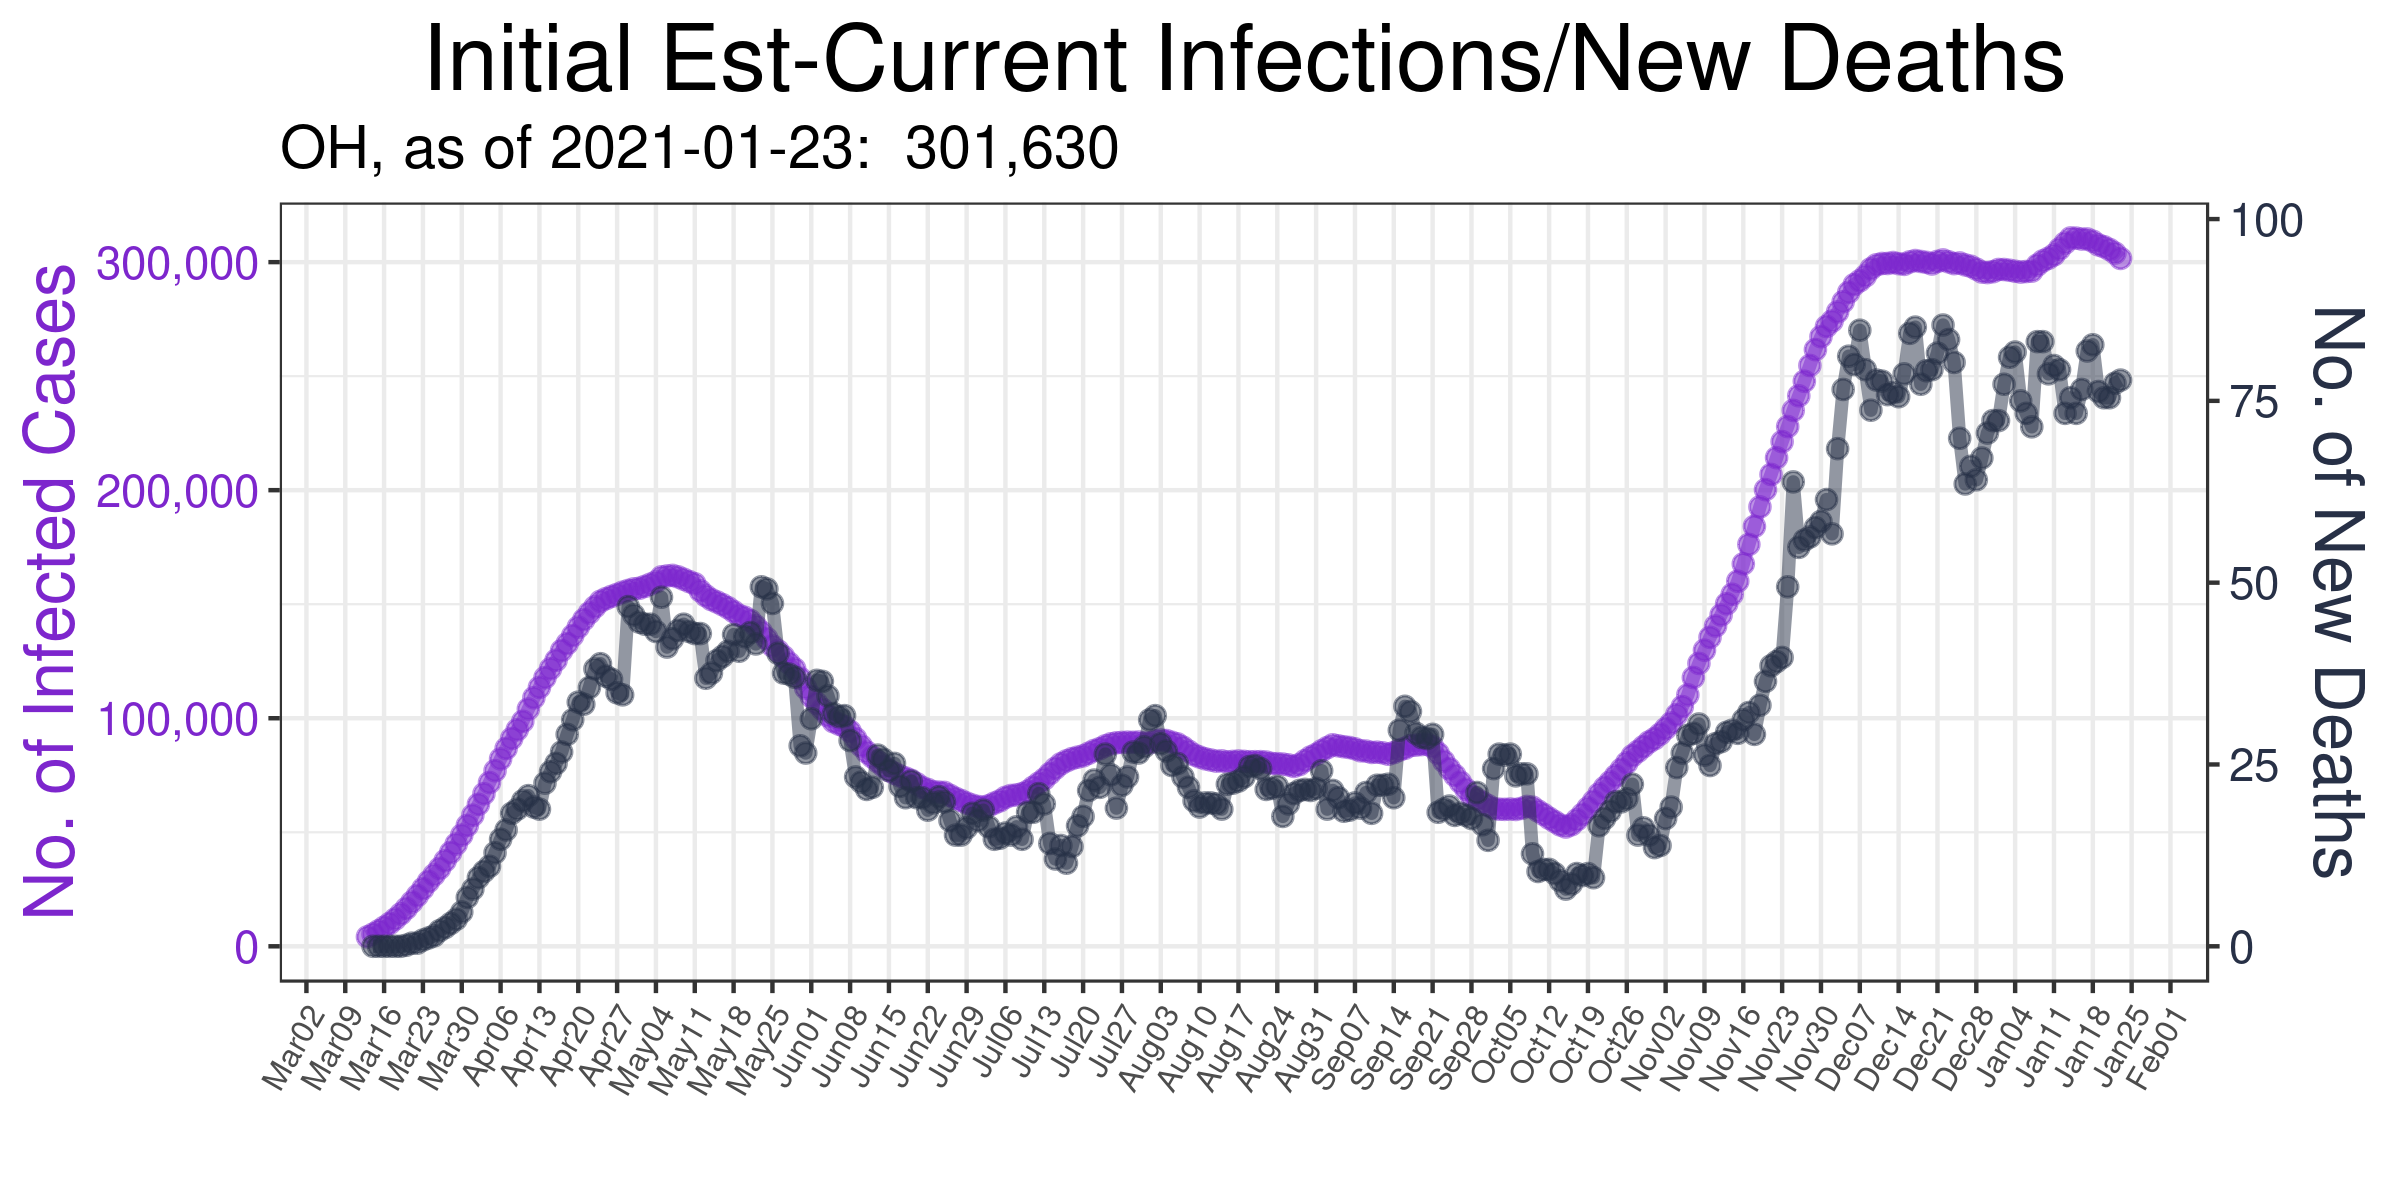 Initial Est-Current Infections/New Deaths
OH, as of 2021-01-23:  301,630
No. of Infected Cases
300,000
200,000
100,000
0
100
75
50
25
0
No. of New Deaths
Mar02
Mar09
Mar16
Mar23
Mar30
Apr06
Apr13
Apr20
Apr27
May04
May11
May18
May25
Jun01
Jun08
Jun15
Jun22
Jun29
Jul06
Jul13
Jul20
Jul27
Aug03
Aug10
Aug17
Aug24
Aug31
Sep07
Sep14
Sep21
Sep28
Oct05
Oct12
Oct19
Oct26
Nov02
Nov09
Nov16
Nov23
Nov30
Dec07
Dec14
Dec21
Dec28
Jan04
Jan11
Jan18
Jan25
Feb01